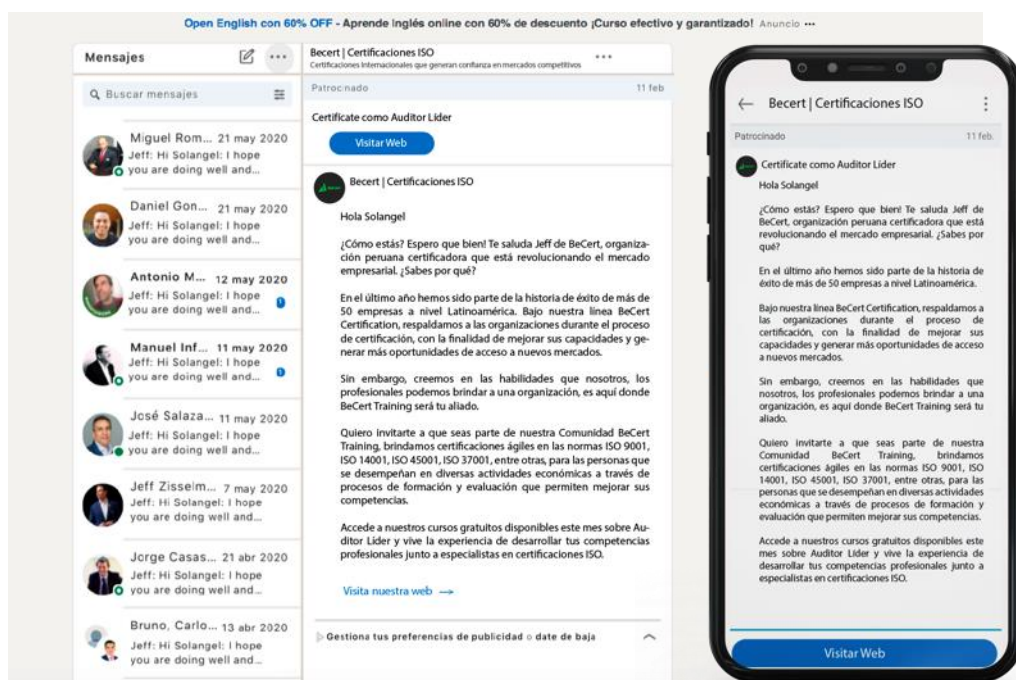 Open English con 60% OFF - Aprende Inglés online con 60% de descuento ¡Curso efectivo y garantizado! Anuncio •••
Mensajes
Buscar mensajes
Miguel Rom... 21 may 2020
Jeff: Hi Solangel: I hope
you are doing well and...
Daniel Gon... 21 may 2020
Jeff: Hi Solangel: I hope
you are doing well and...
Antonio M... 12 may 2020
Jeff: Hi Solangel: I hope
you are doing well and...
1
Manuel Inf... 11 may 2020
Jeff: Hi Solangel: I hope
you are doing well and...
1
José Salaza... 11 may 2020
Jeff: Hi Solangel: I hope
you are doing well and...
Jeff Zisselm... 7 may 2020
Jeff: Hi Solangel: I hope
you are doing well and...
Jorge Casas... 21 abr 2020
Jeff: Hi Solangel: I hope
you are doing well and...
Bruno, Carlo... 13 abr 2020
Jeff: Hi Solangel: I hope
you are doing well and...
Becert | Certificaciones ISO
Certificaciones Internacionales que generan confianza en mercados competitivos
Patrocinado 11 feb
Certifícate como Auditor Líder
Visitar Web
Becert | Certificaciones ISO
Hola Solangel
¿Cómo estás? Espero que bien! Te saluda Jeff de BeCert, organiza-
ción peruana certificadora que está revolucionando el mercado
empresarial. ¿Sabes por qué?
En el último año hemos sido parte de la historia de éxito de más de
50 empresas a nivel Latinoamérica. Bajo nuestra línea BeCert
Certification, respaldamos a las organizaciones durante el proceso
de certificación, con la finalidad de mejorar sus capacidades y ge-
nerar más oportunidades de acceso a nuevos mercados.
Sin embargo, creemos en las habilidades que nosotros, los
profesionales podemos brindar a una organización, es aquí donde
BeCert Training será tu aliado.
Quiero invitarte a que seas parte de nuestra Comunidad BeCert
Training, brindamos certificaciones ágiles en las normas ISO 9001,
ISO 14001, ISO 45001, ISO 37001, entre otras, para las personas que
se desempeñan en diversas actividades económicas a través de
procesos de formación y evaluación que permiten mejorar sus
competencias.
Accede a nuestros cursos gratuitos disponibles este mes sobre Au-
ditor Líder y vive la experiencia de desarrollar tus competencias
profesionales junto a especialistas en certificaciones ISO.
Visita nuestra web →
Gestiona tus preferencias de publicidad o date de baja
Becert | Certificaciones ISO
Patrocinado 11 feb.
Certifícate como Auditor Líder
Hola Solangel
¿Cómo estás? Espero que bien! Te saluda Jeff de
BeCert, organización peruana certificadora que está
revolucionando el mercado empresarial. ¿Sabes por
qué?
En el último año hemos sido parte de la historia de
éxito de más de 50 empresas a nivel Latinoamérica.
Bajo nuestra línea BeCert Certification, respaldamos a
las organizaciones durante el proceso de
certificación, con la finalidad de mejorar sus
capacidades y generar más oportunidades de acceso
a nuevos mercados.
Sin embargo, creemos en las habilidades que
nosotros, los profesionales podemos brindar a una
organización, es aquí donde BeCert Training será tu
aliado.
Quiero invitarte a que seas parte de nuestra
Comunidad BeCert Training, brindamos
certificaciones ágiles en las normas ISO 9001, ISO
14001, ISO 45001, ISO 37001, entre otras, para las
personas que se desempeñan en diversas actividades
económicas a través de procesos de formación y
evaluación que permiten mejorar sus competencias.
Accede a nuestros cursos gratuitos disponibles este
mes sobre Auditor Líder y vive la experiencia de
desarrollar tus competencias profesionales junto a
especialistas en certificaciones ISO.
Visitar Web